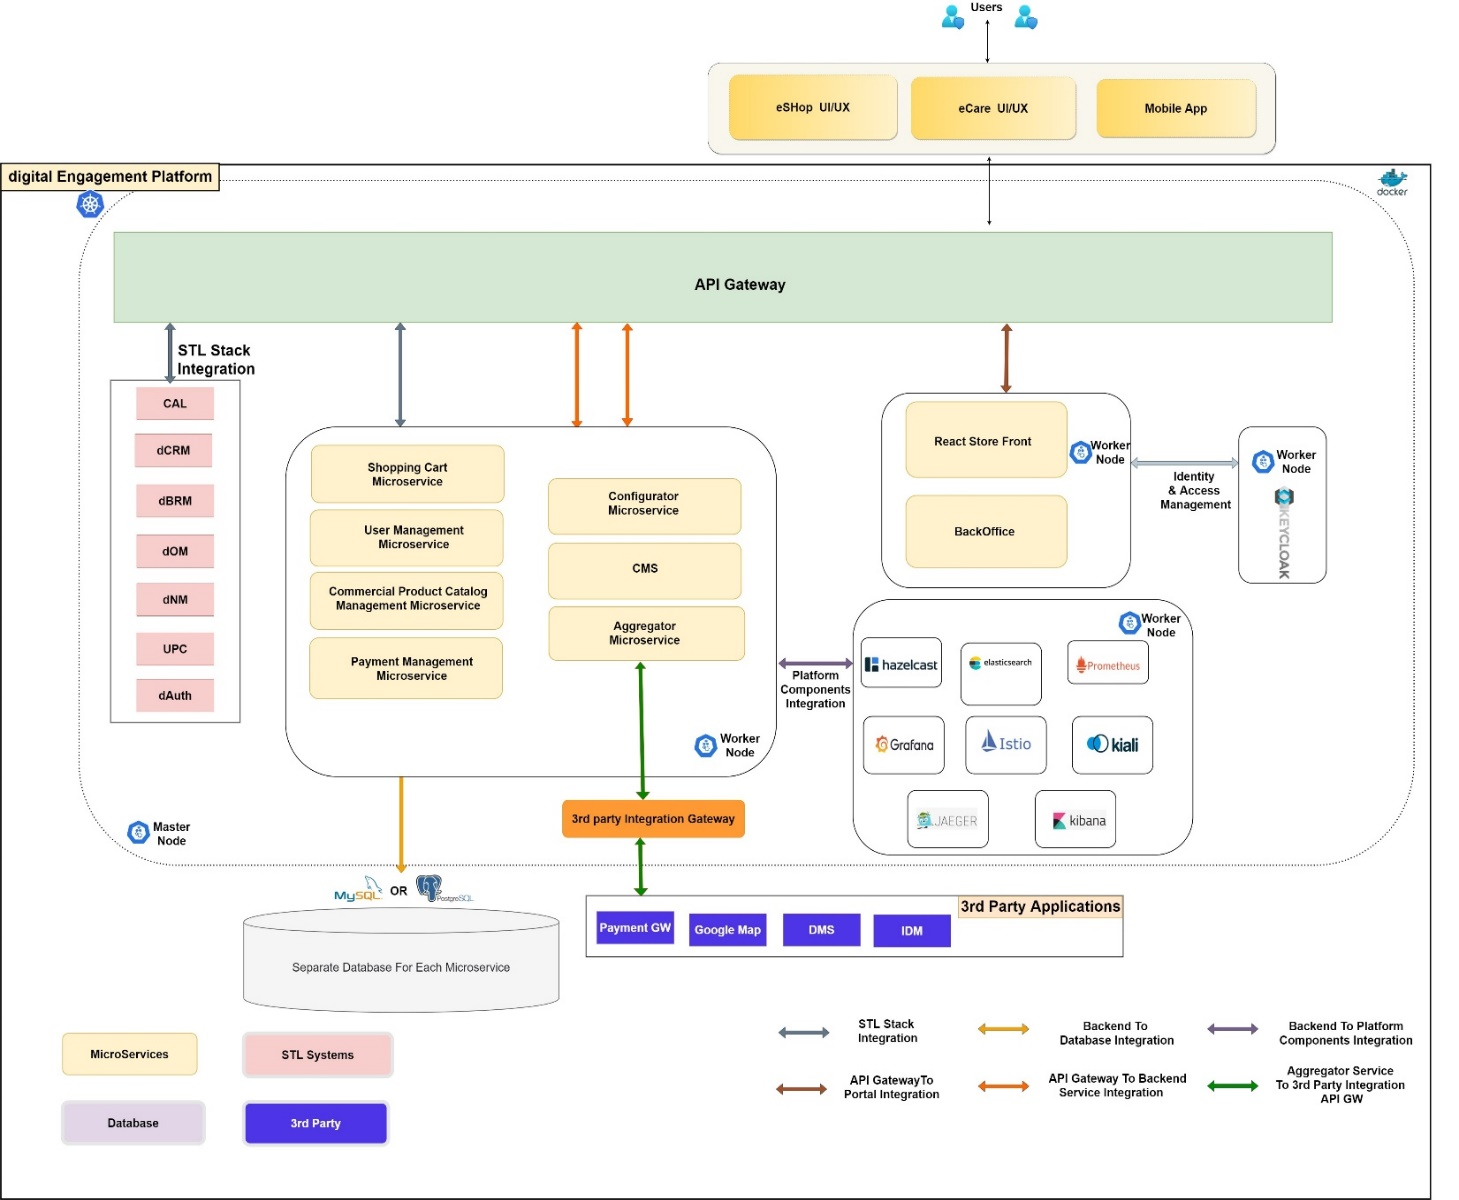 Users
eSHop UI/UX
eCare UI/UX
Mobile App
digital Engagement Platform
docker
API Gateway
STL Stack
Integration
CAL
dCRM
dBRM
dOM
dNM
UPC
dAuth
Shopping Cart
Microservice
User Management
Microservice
Commercial Product Catalog
Management Microservice
Payment Management
Microservice
Configurator
Microservice
CMS
Aggregator
Microservice
Worker
Node
React Store Front
BackOffice
Worker
Node
Identity
& Access
Management
Worker
Node
KEYCLOAK
Platform
Components
Integration
Worker
Node
hazelcast
elasticsearch
Prometheus
Grafana
Istio
kiali
JAEGER
kibana
Master
Node
3rd party Integration Gateway
MySQL
OR
PostgreSQL
Separate Database For Each Microservice
3rd Party Applications
Payment GW
Google Map
DMS
IDM
MicroServices
STL Systems
Database
3rd Party
STL Stack
Integration
Backend To
Database Integration
Backend To Platform
Components Integration
API GatewayTo
Portal Integration
API Gateway To Backend
Service Integration
Aggregator Service
To 3rd Party Integration
API GW